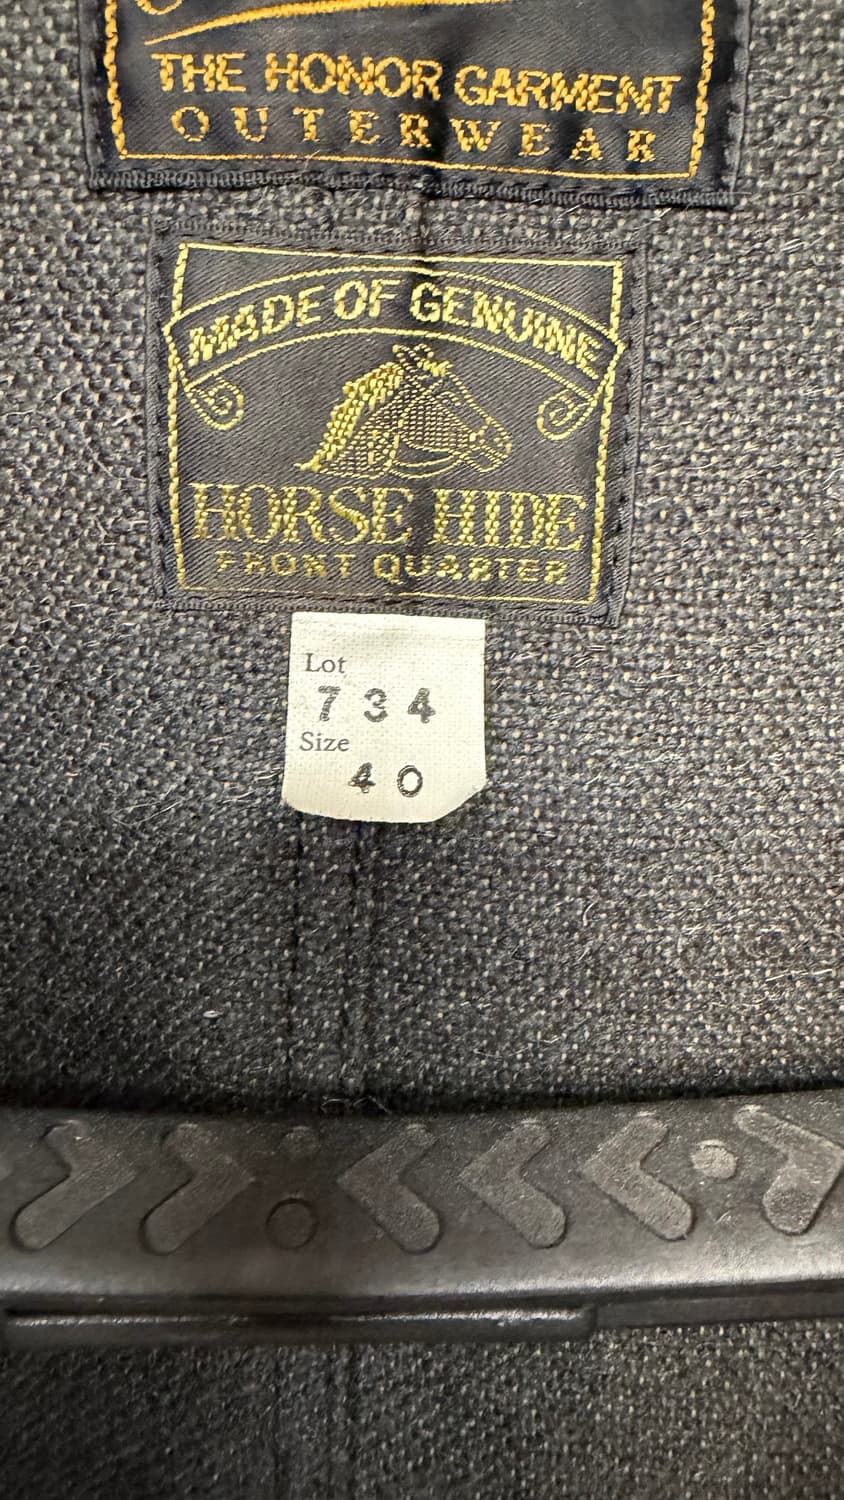 THE HONOR GARMENT
OUTERWEAR
MADE OF GENUINE
HORSE HIDE
FRONT QUARTER
Lot
734
Size
40